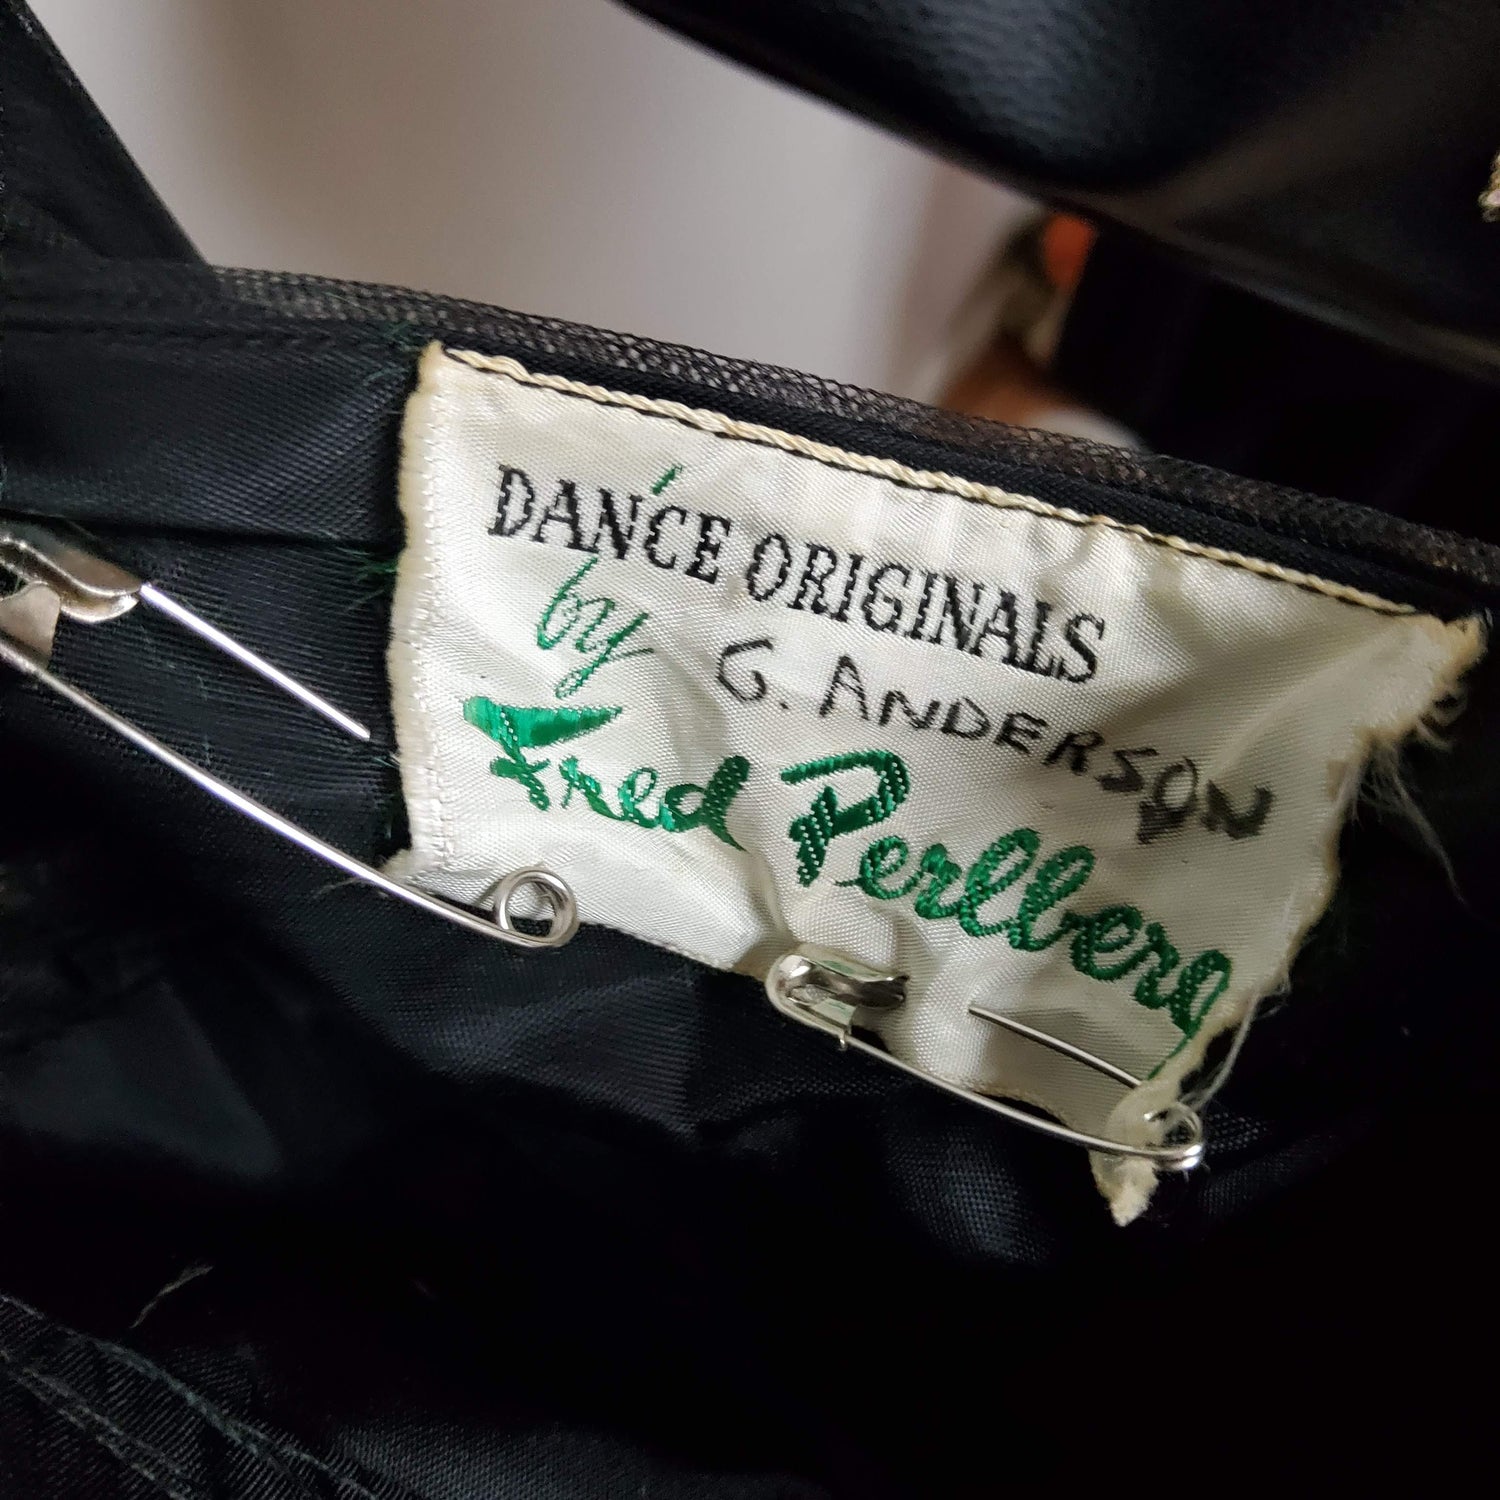 DANCE ORIGINALS
by
G. ANDERSON
Fred Perlberg